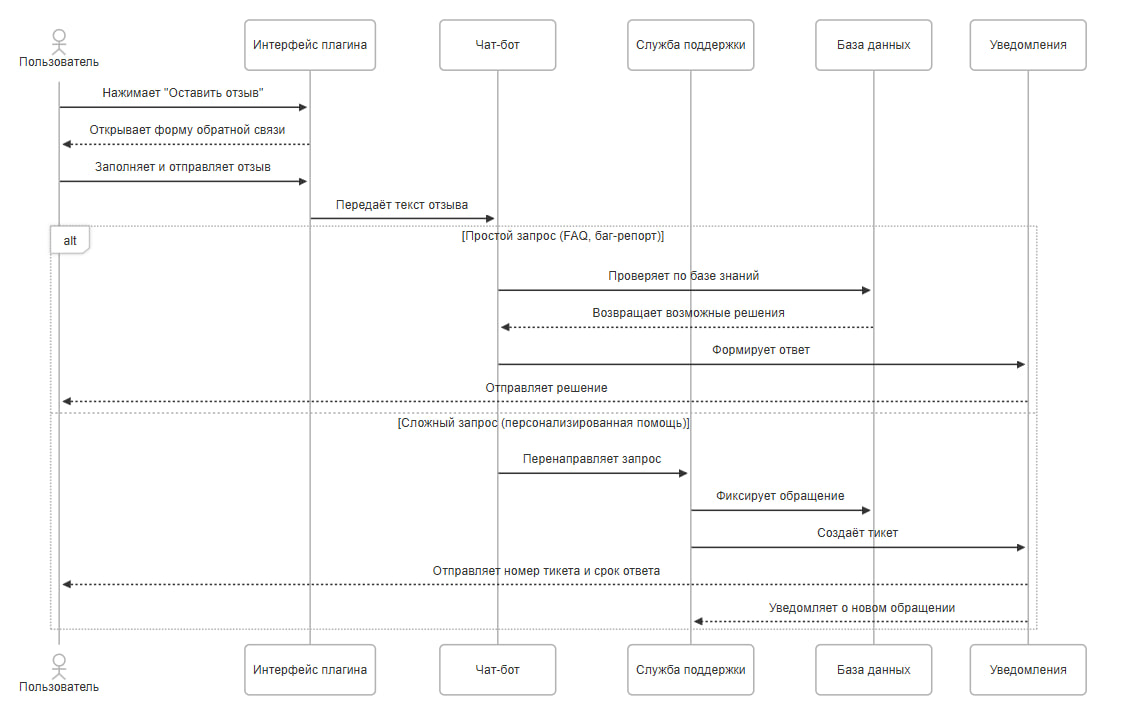 Пользователь
Интерфейс плагина
Чат-бот
Служба поддержки
База данных
Уведомления
Нажимает "Оставить отзыв"
Открывает форму обратной связи
Заполняет и отправляет отзыв
Передаёт текст отзыва
alt
[Простой запрос (FAQ, баг-репорт)]
Проверяет по базе знаний
Возвращает возможные решения
Формирует ответ
Отправляет решение
[Сложный запрос (персонализированная помощь)]
Перенаправляет запрос
Фиксирует обращение
Создаёт тикет
Отправляет номер тикета и срок ответа
Уведомляет о новом обращении
Пользователь
Интерфейс плагина
Чат-бот
Служба поддержки
База данных
Уведомления